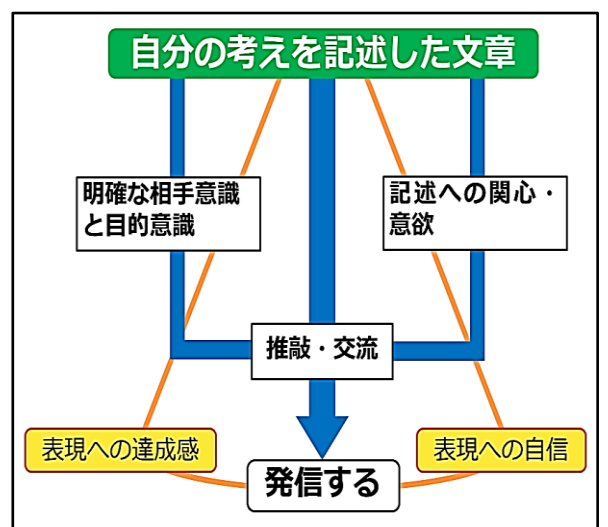 自分の考えを記述した文章
明確な相手意識
と目的意識
記述への関心・
意欲
推敲・交流
表現への達成感
表現への自信
発信する